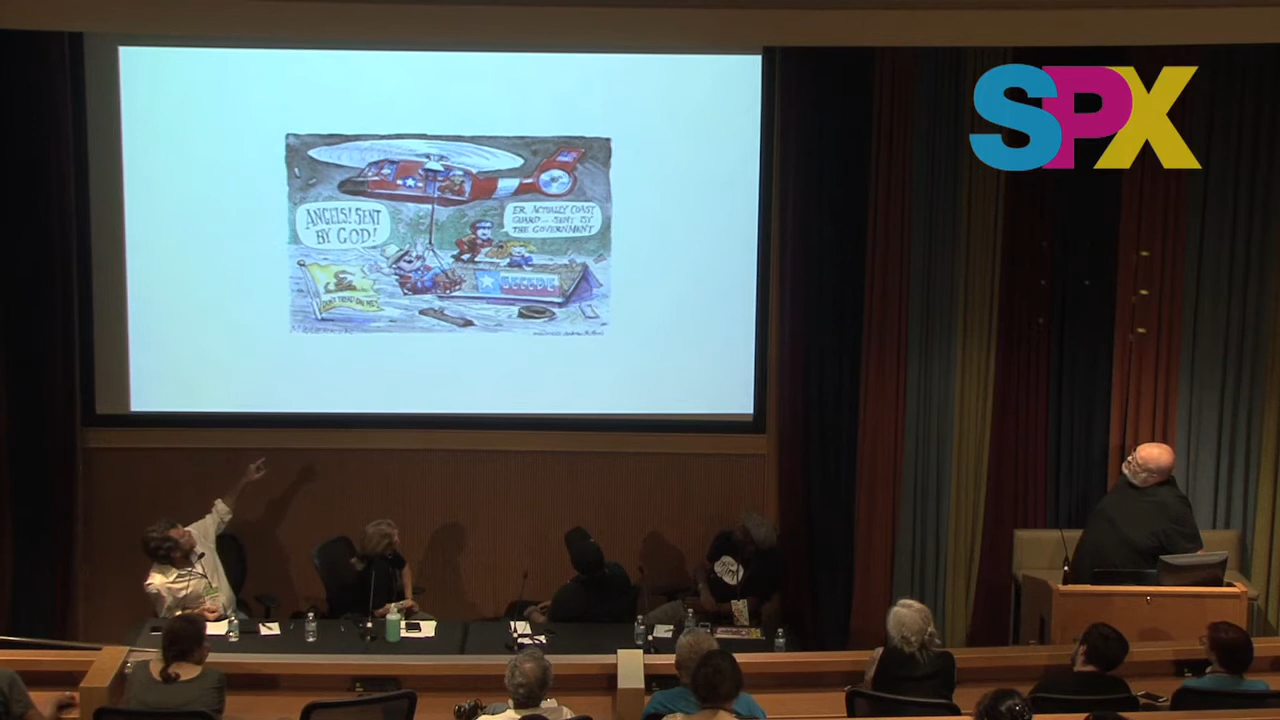 SPX
ANGELS! SENT
BY GOD!
ER, ACTUALLY COAST
GUARD... SENT BY
THE GOVERNMENT
DON'T TREAD ON ME
SECEDE